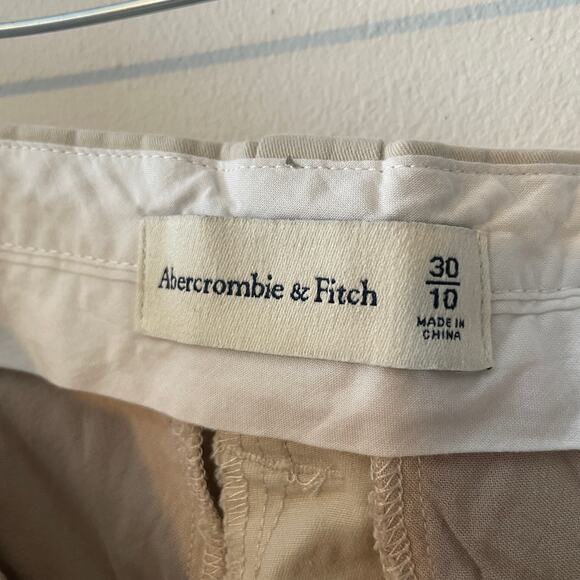 Abercrombie & Fitch
30
10
MADE IN
CHINA